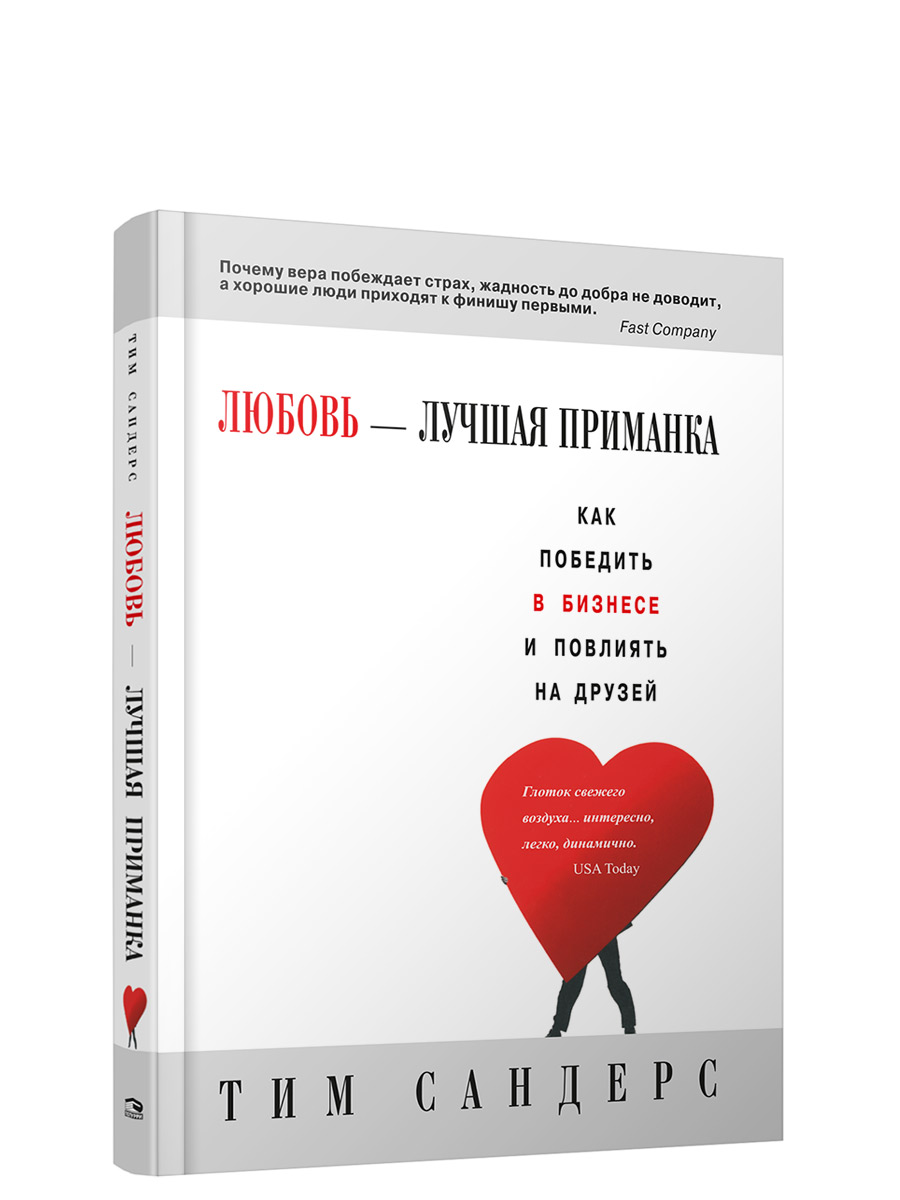 Почему вера побеждает страх, жадность до добра не доводит,
а хорошие люди приходят к финишу первыми.
Fast Company
ЛЮБОВЬ — ЛУЧШАЯ ПРИМАНКА
КАК
ПОБЕДИТЬ
В БИЗНЕСЕ
И ПОВЛИЯТЬ
НА ДРУЗЕЙ
Глоток свежего
воздуха... интересно,
легко, динамично.
USA Today
ТИМ САНДЕРС
ТИМ САНДЕРС ЛЮБОВЬ — ЛУЧШАЯ ПРИМАНКА